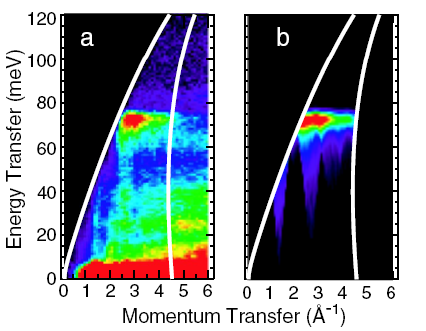 a
b
120
100
80
60
40
20
0
Energy Transfer (meV)
0 1 2 3 4 5 6
0 1 2 3 4 5 6
Momentum Transfer (Å⁻¹)